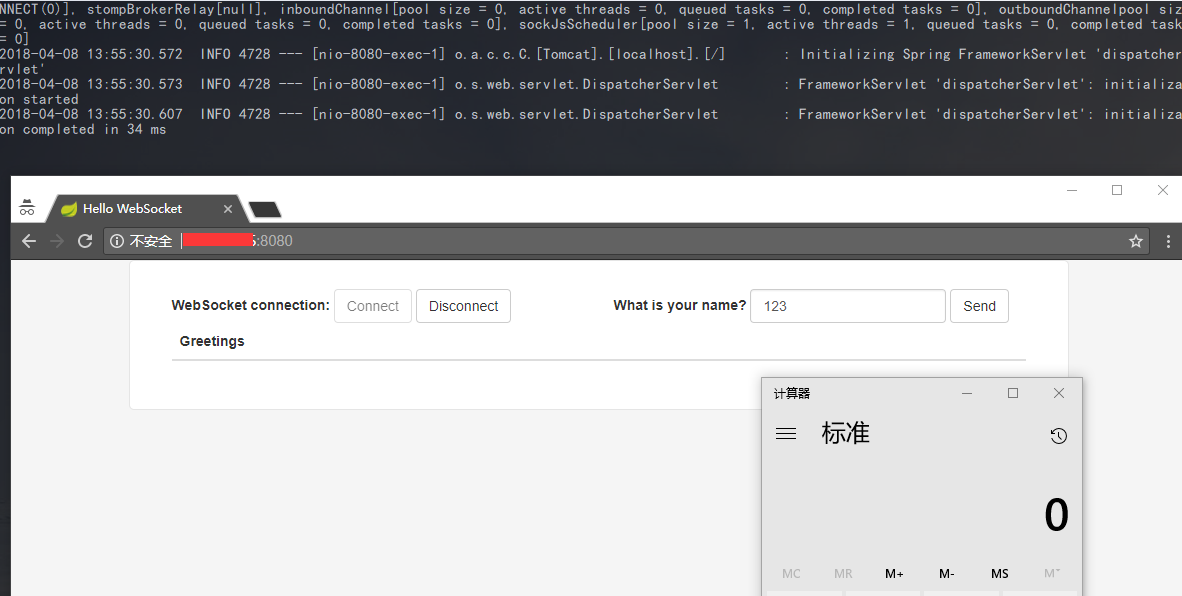 NNECT(0)], stompBrokerRelay[null], inboundChannel[pool size = 0, active threads = 0, queued tasks = 0, completed tasks = 0], outboundChannelpool siz
= 0, active threads = 0, queued tasks = 0, completed tasks = 0], sockJsScheduler[pool size = 1, active threads = 1, queued tasks = 0, completed task
= 0]
2018-04-08 13:55:30.572  INFO 4728 --- [nio-8080-exec-1] o.a.c.c.C.[Tomcat].[localhost].[/]       : Initializing Spring FrameworkServlet 'dispatcher
rvlet'
2018-04-08 13:55:30.573  INFO 4728 --- [nio-8080-exec-1] o.s.web.servlet.DispatcherServlet        : FrameworkServlet 'dispatcherServlet': initializa
on started
2018-04-08 13:55:30.607  INFO 4728 --- [nio-8080-exec-1] o.s.web.servlet.DispatcherServlet        : FrameworkServlet 'dispatcherServlet': initializa
on completed in 34 ms
Hello WebSocket
不安全 :8080
WebSocket connection: Connect Disconnect What is your name? 123 Send
Greetings
计算器
标准
0
MC MR M+ M- MS M˅